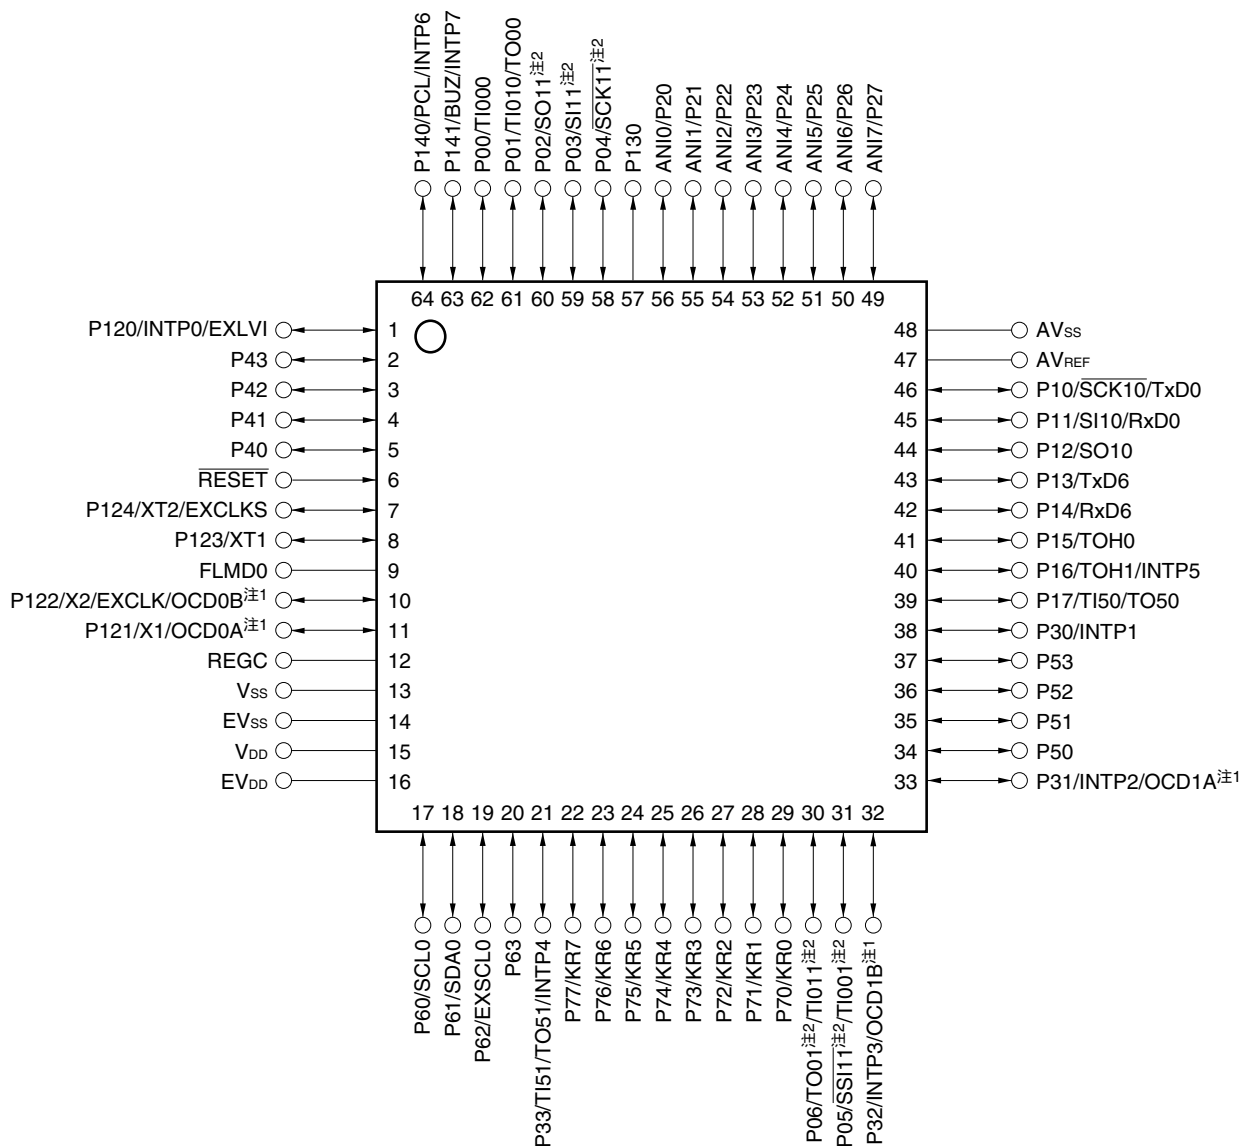 P140/PCL/INTP6
P141/BUZ/INTP7
P00/TI000
P01/TI010/TO00
P02/SO11注2
P03/SI11注2
P04/SCK11注2
P130
ANI0/P20
ANI1/P21
ANI2/P22
ANI3/P23
ANI4/P24
ANI5/P25
ANI6/P26
ANI7/P27
64 63 62 61 60 59 58 57 56 55 54 53 52 51 50 49
P120/INTP0/EXLVI 1
P43 2
P42 3
P41 4
P40 5
RESET 6
P124/XT2/EXCLKS 7
P123/XT1 8
FLMD0 9
P122/X2/EXCLK/OCD0B注1 10
P121/X1/OCD0A注1 11
REGC 12
VSS 13
EVSS 14
VDD 15
EVDD 16
48 AVSS
47 AVREF
46 P10/SCK10/TxD0
45 P11/SI10/RxD0
44 P12/SO10
43 P13/TxD6
42 P14/RxD6
41 P15/TOH0
40 P16/TOH1/INTP5
39 P17/TI50/TO50
38 P30/INTP1
37 P53
36 P52
35 P51
34 P50
33 P31/INTP2/OCD1A注1
17 18 19 20 21 22 23 24 25 26 27 28 29 30 31 32
P60/SCL0
P61/SDA0
P62/EXSCL0
P63
P33/TI51/TO51/INTP4
P77/KR7
P76/KR6
P75/KR5
P74/KR4
P73/KR3
P72/KR2
P71/KR1
P70/KR0
P06/TO01注2/TI011注2
P05/SSI11注2/TI001注2
P32/INTP3/OCD1B注1